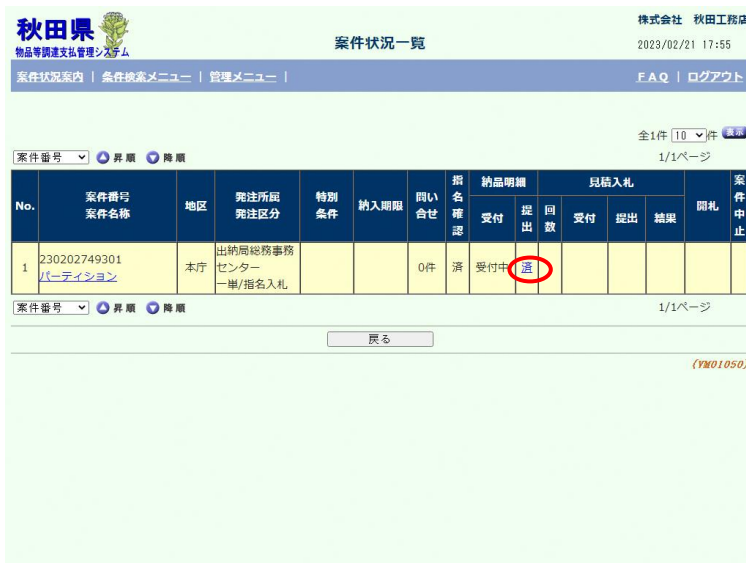 秋田県
物品等調達支払管理システム
案件状況一覧
株式会社 秋田工務店
2023/02/21 17:55
案件状況案内 | 条件検索メニュー | 管理メニュー |
FAQ | ログアウト
全1件 10 件 表示
案件番号 昇順 降順
1/1ページ
No.
案件番号
案件名称
地区
発注所属
発注区分
特別
条件
納入期限
問い
合せ
指名確認
納品明細
受付
提出
見積入札
回数
受付
提出
結果
開札
案件中止
1
230202749301
パーティション
本庁
出納局総務事務
センター
一単/指名入札
0件
済
受付中
済
案件番号 昇順 降順
1/1ページ
戻る
(YM01050)